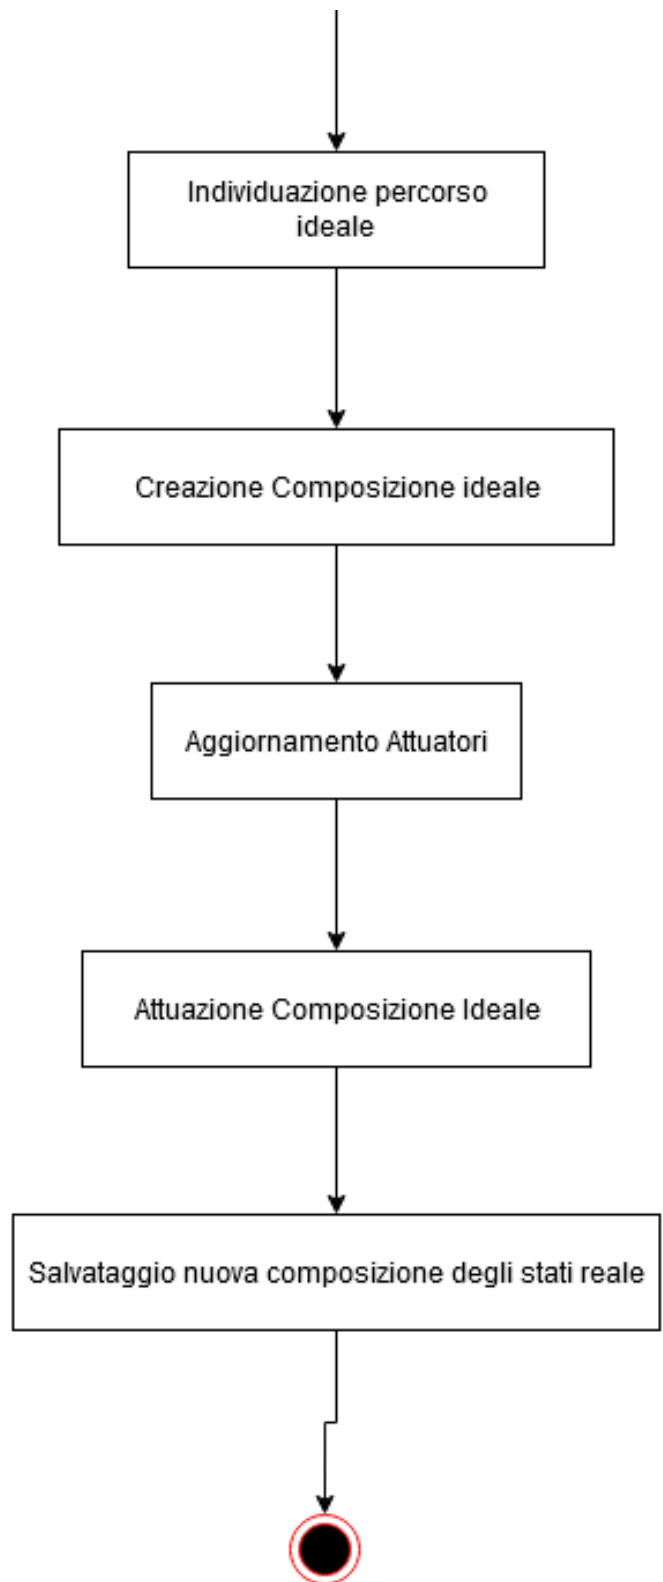 Individuazione percorso
ideale
Creazione Composizione ideale
Aggiornamento Attuatori
Attuazione Composizione Ideale
Salvataggio nuova composizione degli stati reale